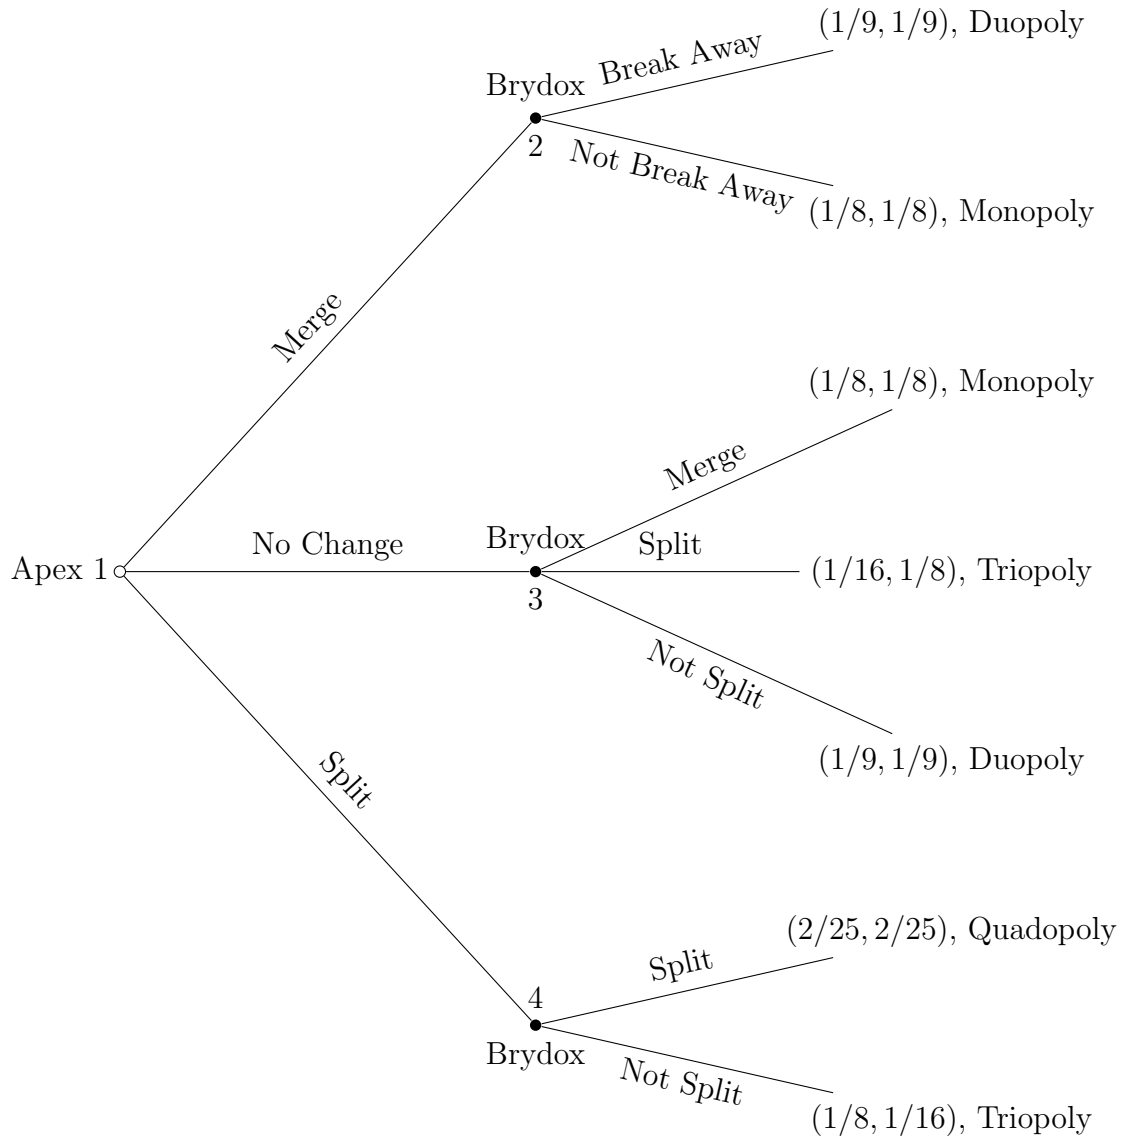 (1/9, 1/9), Duopoly
Break Away
Brydox
2
Not Break Away
(1/8, 1/8), Monopoly
Merge
(1/8, 1/8), Monopoly
Merge
No Change
Brydox
Split
Apex 1
(1/16, 1/8), Triopoly
3
Not Split
Split
(1/9, 1/9), Duopoly
(2/25, 2/25), Quadopoly
Split
4
Brydox
Not Split
(1/8, 1/16), Triopoly